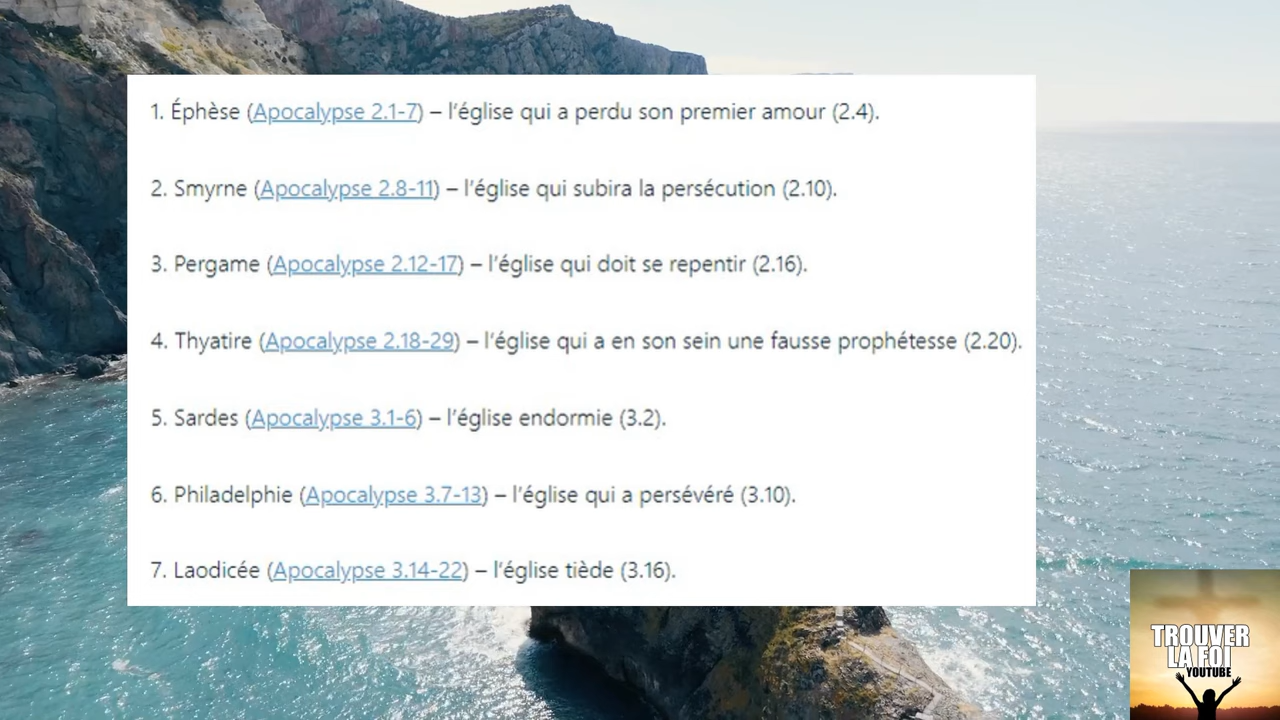 1. Éphèse (Apocalypse 2.1-7) – l'église qui a perdu son premier amour (2.4).
2. Smyrne (Apocalypse 2.8-11) – l'église qui subira la persécution (2.10).
3. Pergame (Apocalypse 2.12-17) – l'église qui doit se repentir (2.16).
4. Thyatire (Apocalypse 2.18-29) – l'église qui a en son sein une fausse prophétesse (2.20).
5. Sardes (Apocalypse 3.1-6) – l'église endormie (3.2).
6. Philadelphie (Apocalypse 3.7-13) – l'église qui a persévéré (3.10).
7. Laodicée (Apocalypse 3.14-22) – l'église tiède (3.16).
TROUVER
LA FOI
YOUTUBE